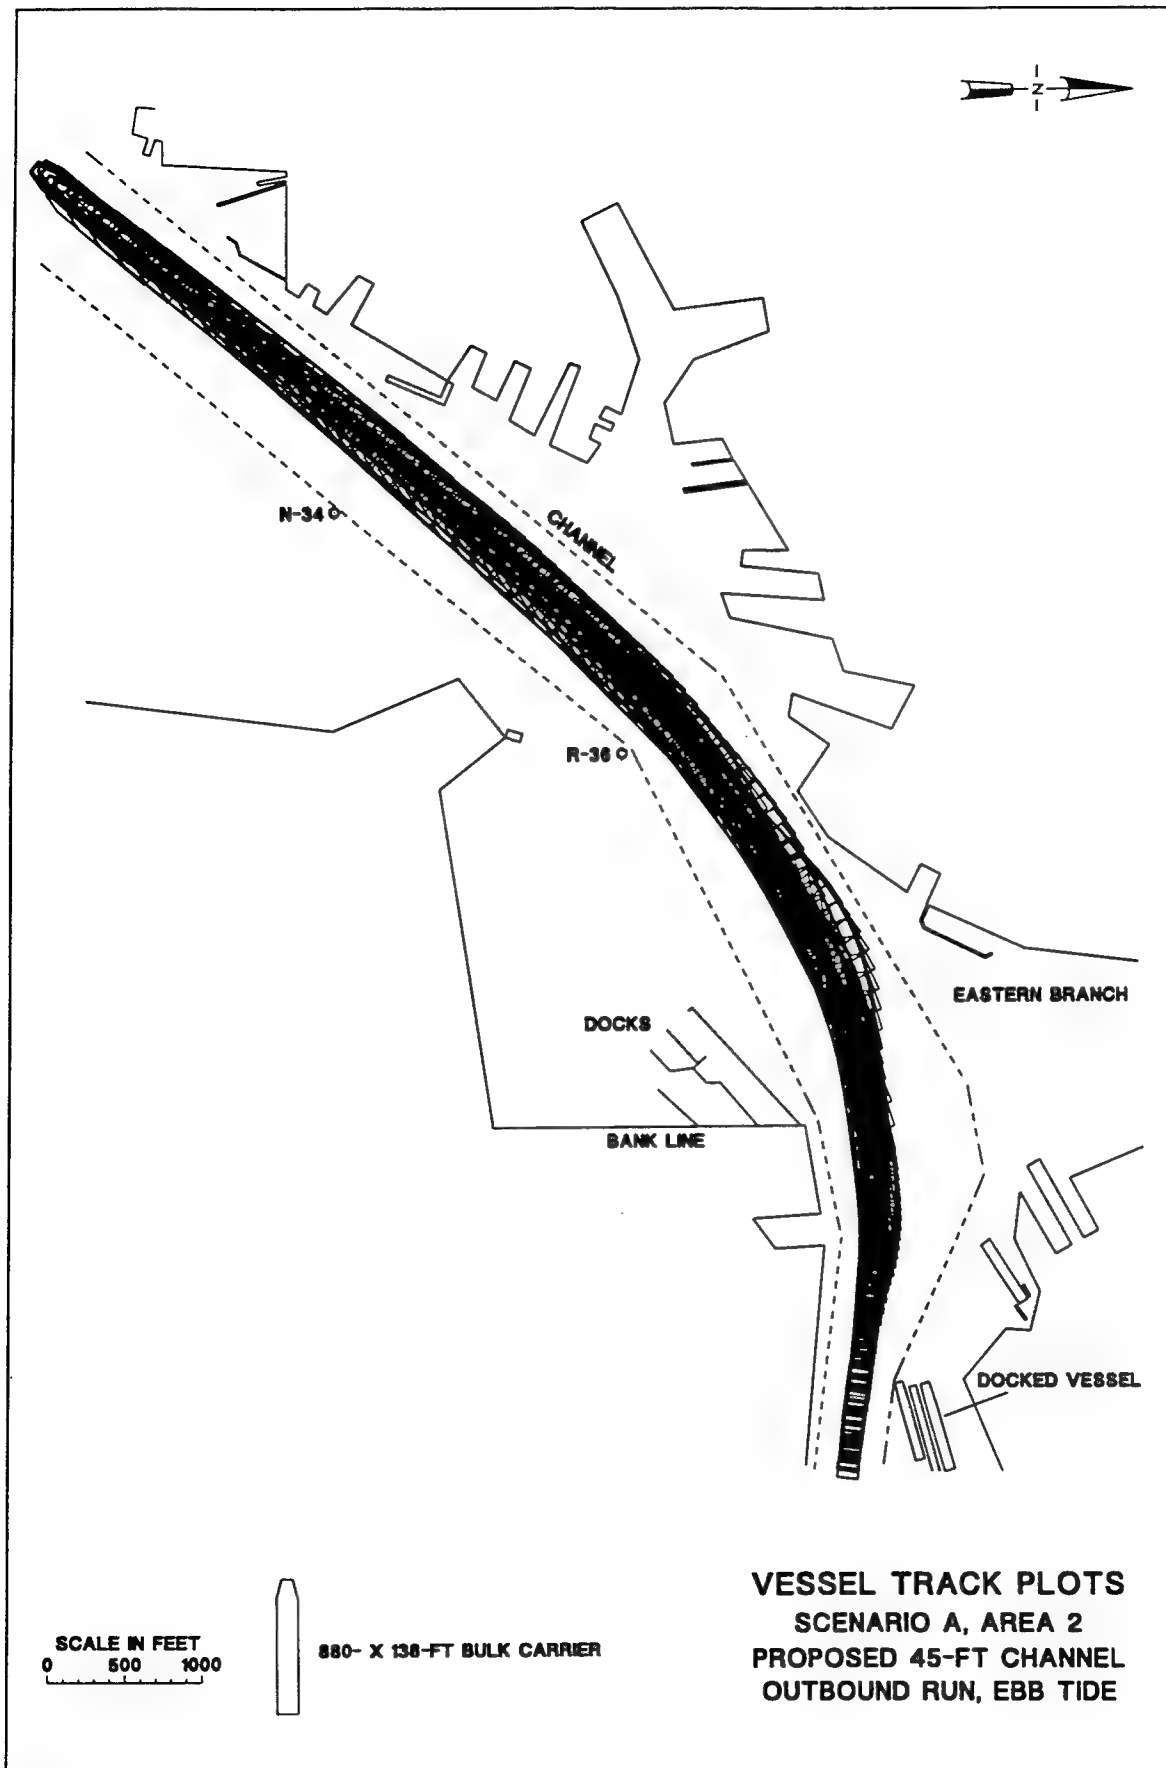 N
N-34
CHANNEL
R-36
EASTERN BRANCH
DOCKS
BANK LINE
DOCKED VESSEL
SCALE IN FEET
0 500 1000
880- X 138-FT BULK CARRIER
VESSEL TRACK PLOTS
SCENARIO A, AREA 2
PROPOSED 45-FT CHANNEL
OUTBOUND RUN, EBB TIDE